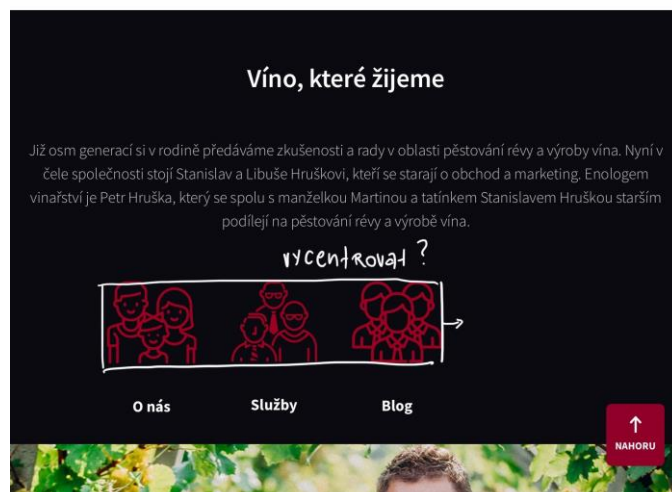 Víno, které žijeme
Již osm generací si v rodině předáváme zkušenosti a rady v oblasti pěstování révy a výroby vína. Nyní v
čele společnosti stojí Stanislav a Libuše Hruškovi, kteří se starají o obchod a marketing. Enologem
vinařství je Petr Hruška, který se spolu s manželkou Martinou a tatínkem Stanislavem Hruškou starším
podílejí na pěstování révy a výrobě vína.
vycentrovat ?
O nás
Služby
Blog
NAHORU